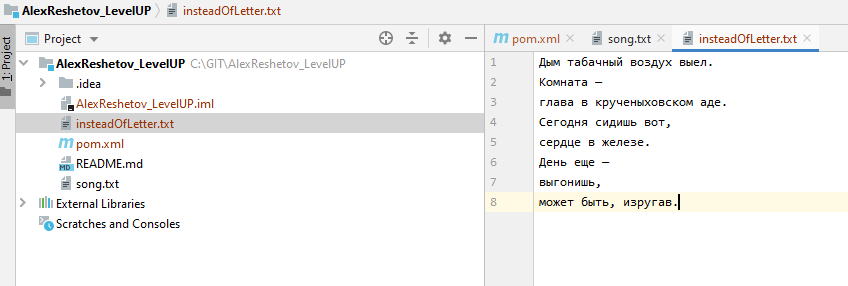 AlexReshetov_LevelUP
insteadOfLetter.txt
1: Project
Project
pom.xml
song.txt
insteadOfLetter.txt
AlexReshetov_LevelUP C:\GIT\AlexReshetov_LevelUP
.idea
AlexReshetov_LevelUP.iml
insteadOfLetter.txt
pom.xml
README.md
song.txt
External Libraries
Scratches and Consoles
1 Дым табачный воздух выел.
2 Комната —
3 глава в крученыховском аде.
4 Сегодня сидишь вот,
5 сердце в железе.
6 День еще —
7 выгонишь,
8 может быть, изругав.